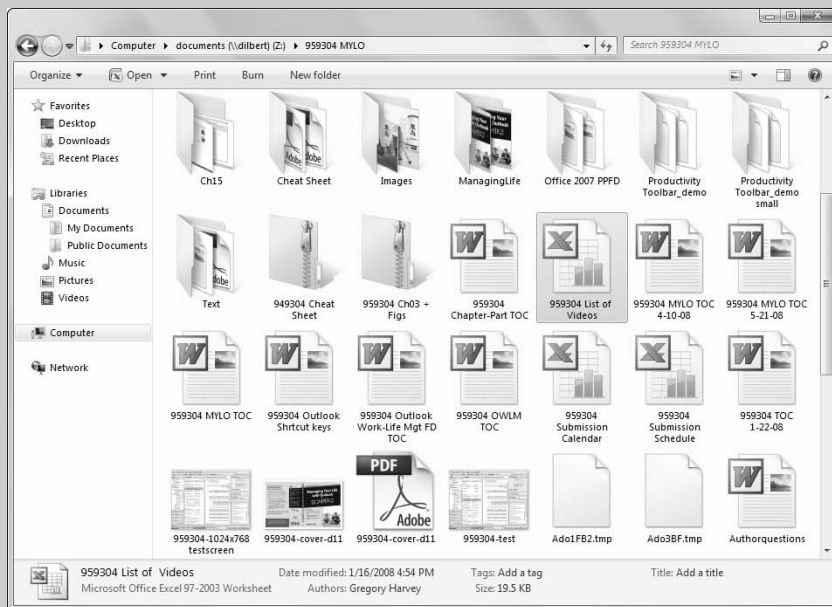 Computer ▸ documents (\\dilbert) (Z:) ▸ 959304 MYLO
Search 959304 MYLO
Organize Open Print Burn New folder
Favorites
Desktop
Downloads
Recent Places
Libraries
Documents
My Documents
Public Documents
Music
Pictures
Videos
Computer
Network
Ch15
Cheat Sheet
Images
ManagingLife
Office 2007 PPFD
Productivity
Toolbar_demo
Productivity
Toolbar_demo
small
Text
949304 Cheat
Sheet
959304 Ch03 +
Figs
959304
Chapter-Part TOC
959304 List of
Videos
959304 MYLO TOC
4-10-08
959304 MYLO TOC
5-21-08
959304 MYLO TOC
959304 Outlook
Shrtcut keys
959304 Outlook
Work-Life Mgt FD
TOC
959304 OWLM
TOC
959304
Submission
Calendar
959304
Submission
Schedule
959304 TOC
1-22-08
PDF
Adobe
959304-1024x768
testscreen
959304-cover-d11
959304-cover-d11
959304-test
Ado1FB2.tmp
Ado3BF.tmp
Authorquestions
959304 List of Videos
Date modified: 1/16/2008 4:54 PM
Tags: Add a tag
Title: Add a title
Microsoft Office Excel 97-2003 Worksheet
Authors: Gregory Harvey
Size: 19.5 KB